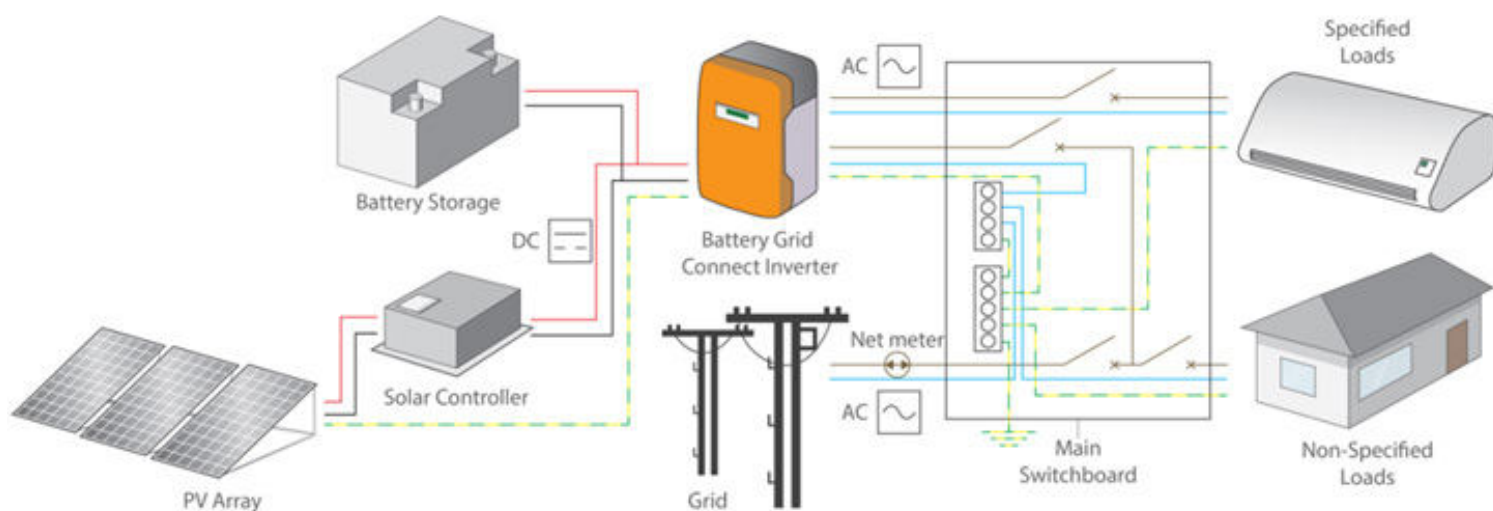 Specified
Loads
AC
Battery Storage
DC
Battery Grid
Connect Inverter
Net meter
Solar Controller
AC
Main
Switchboard
Non-Specified
Loads
PV Array
Grid